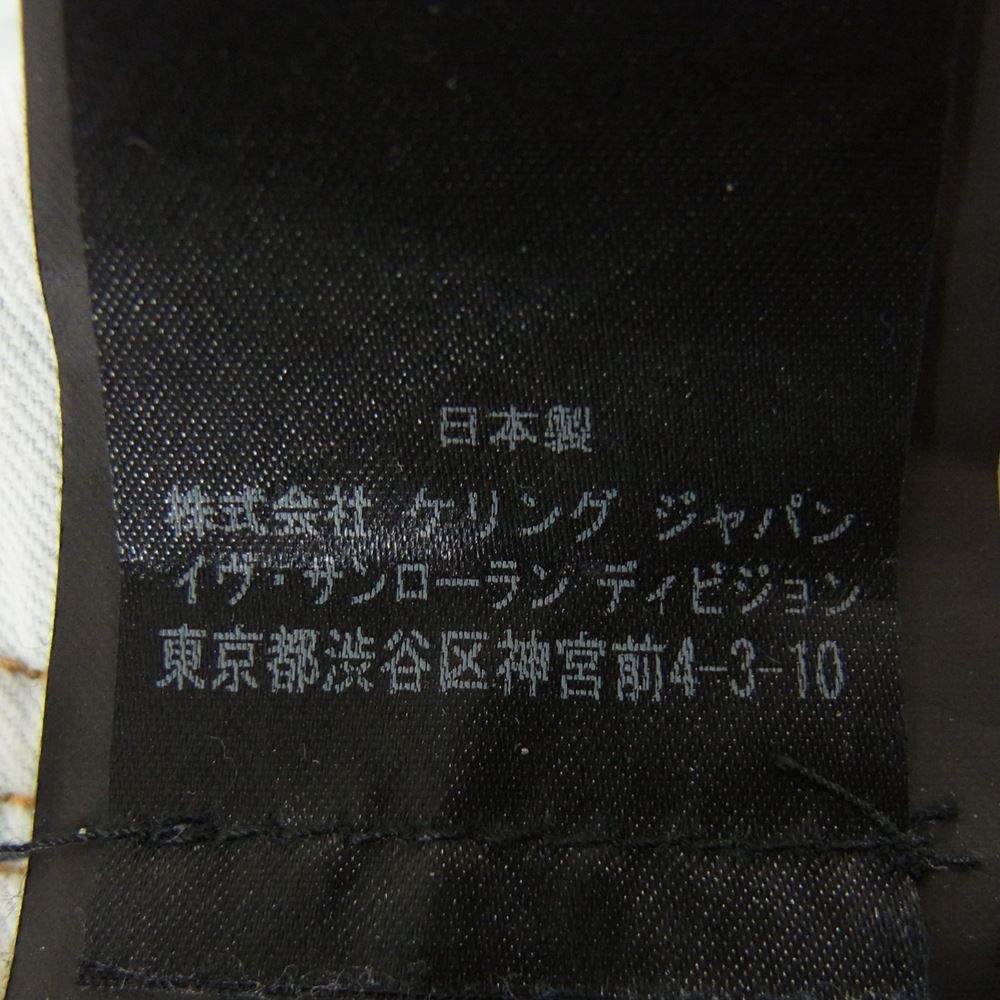 日本製
株式会社 ケリング ジャパン
イヴ・サンローラン ディビジョン
東京都渋谷区神宮前4-3-10